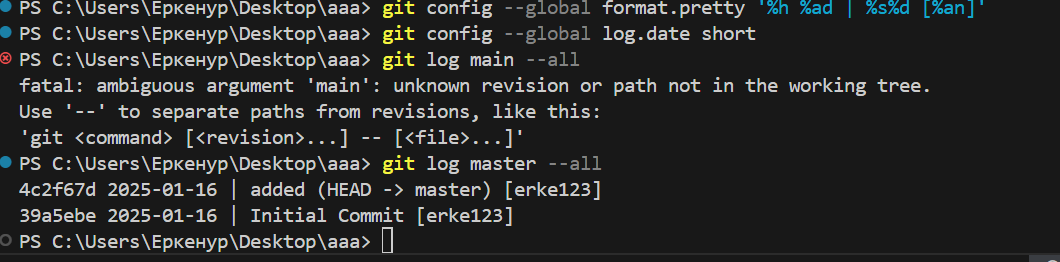 PS C:\Users\Еркенур\Desktop\aaa> git config --global format.pretty '%h %ad | %s%d [%an]'
PS C:\Users\Еркенур\Desktop\aaa> git config --global log.date short
PS C:\Users\Еркенур\Desktop\aaa> git log main --all
fatal: ambiguous argument 'main': unknown revision or path not in the working tree.
Use '--' to separate paths from revisions, like this:
'git <command> [<revision>...] -- [<file>...]'
PS C:\Users\Еркенур\Desktop\aaa> git log master --all
4c2f67d 2025-01-16 | added (HEAD -> master) [erke123]
39a5ebe 2025-01-16 | Initial Commit [erke123]
PS C:\Users\Еркенур\Desktop\aaa>